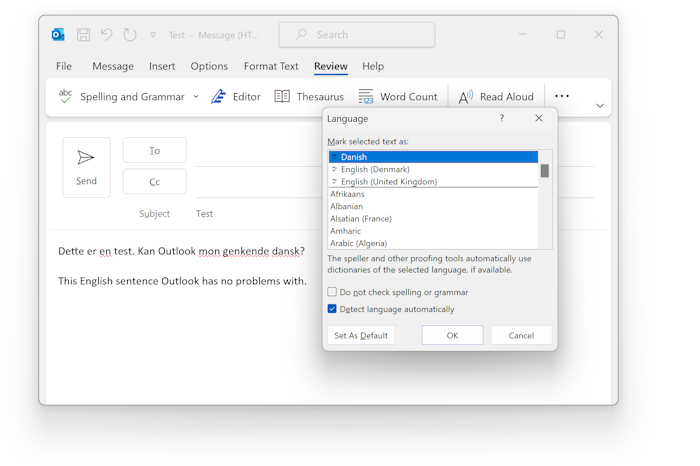 Test - Message (HT...
Search
File Message Insert Options Format Text Review Help
abc Spelling and Grammar Editor Thesaurus 123 Word Count A Read Aloud ...
Language ? ×
Mark selected text as:
Danish
English (Denmark)
English (United Kingdom)
Afrikaans
Albanian
Alsatian (France)
Amharic
Arabic (Algeria)
The speller and other proofing tools automatically use
dictionaries of the selected language, if available.
Do not check spelling or grammar
Detect language automatically
Set As Default OK Cancel
Send
To
Cc
Subject Test
Dette er en test. Kan Outlook mon genkende dansk?
This English sentence Outlook has no problems with.